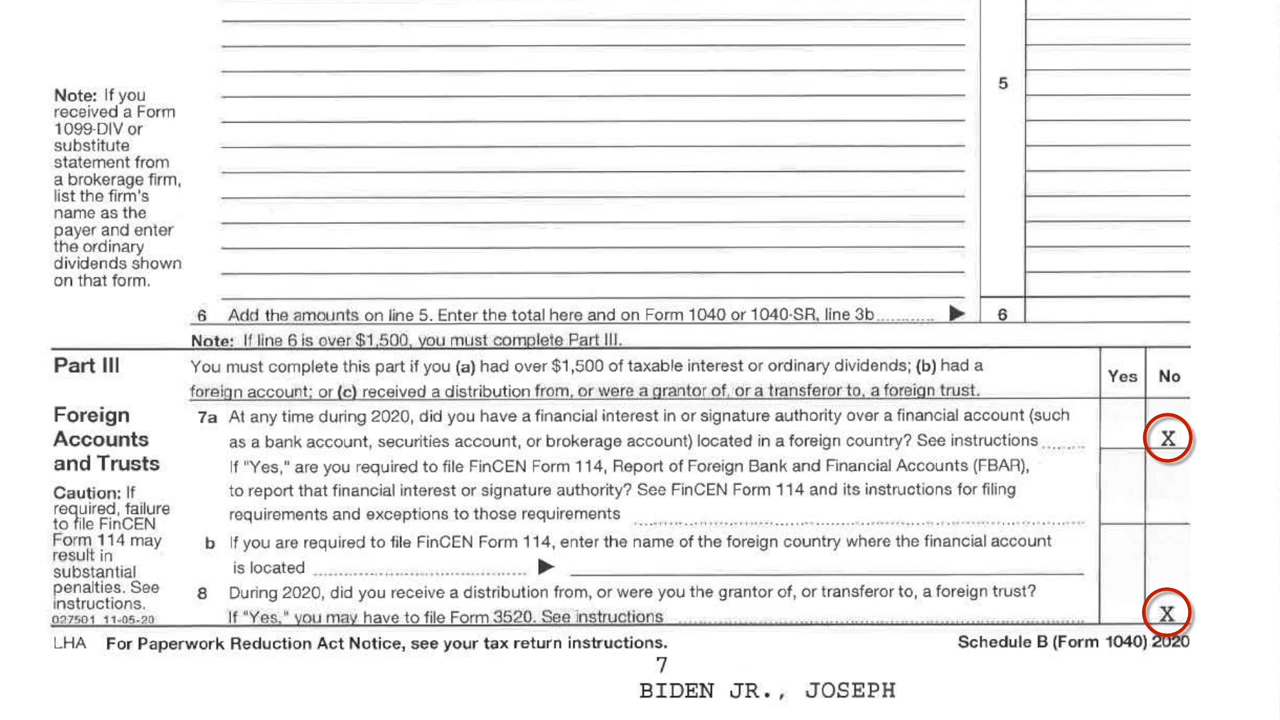 5
Note: If you
received a Form
1099-DIV or
substitute
statement from
a brokerage firm,
list the firm's
name as the
payer and enter
the ordinary
dividends shown
on that form.
6 Add the amounts on line 5. Enter the total here and on Form 1040 or 1040-SR, line 3b............ ▶ 6
Note: If line 6 is over $1,500, you must complete Part III.
Part III
You must complete this part if you (a) had over $1,500 of taxable interest or ordinary dividends; (b) had a
foreign account; or (c) received a distribution from, or were a grantor of, or a transferor to, a foreign trust.
Yes No
Foreign
Accounts
and Trusts
Caution: If
required, failure
to file FinCEN
Form 114 may
result in
substantial
penalties. See
instructions.
027501 11-05-20
7a At any time during 2020, did you have a financial interest in or signature authority over a financial account (such
as a bank account, securities account, or brokerage account) located in a foreign country? See instructions ........ X
If "Yes," are you required to file FinCEN Form 114, Report of Foreign Bank and Financial Accounts (FBAR),
to report that financial interest or signature authority? See FinCEN Form 114 and its instructions for filing
requirements and exceptions to those requirements ........
b If you are required to file FinCEN Form 114, enter the name of the foreign country where the financial account
is located ........ ▶
8 During 2020, did you receive a distribution from, or were you the grantor of, or transferor to, a foreign trust?
If "Yes," you may have to file Form 3520. See instructions ........ X
LHA For Paperwork Reduction Act Notice, see your tax return instructions. Schedule B (Form 1040) 2020
7
BIDEN JR., JOSEPH